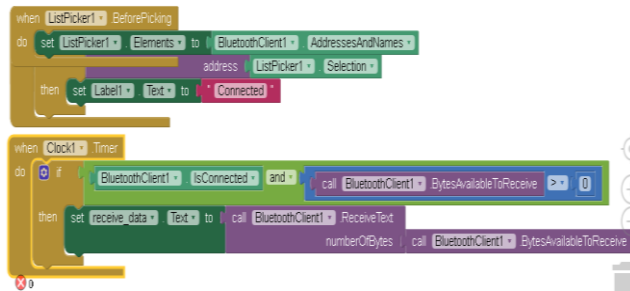 when ListPicker1 .BeforePicking
do set ListPicker1 . Elements to BluetoothClient1 . AddressesAndNames
address ListPicker1 . Selection
then set Label1 . Text to " Connected "
when Clock1 .Timer
do if BluetoothClient1 . IsConnected and call BluetoothClient1 .BytesAvailableToReceive > 0
then set receive_data . Text to call BluetoothClient1 .ReceiveText
numberOfBytes call BluetoothClient1 .BytesAvailableToReceive
0